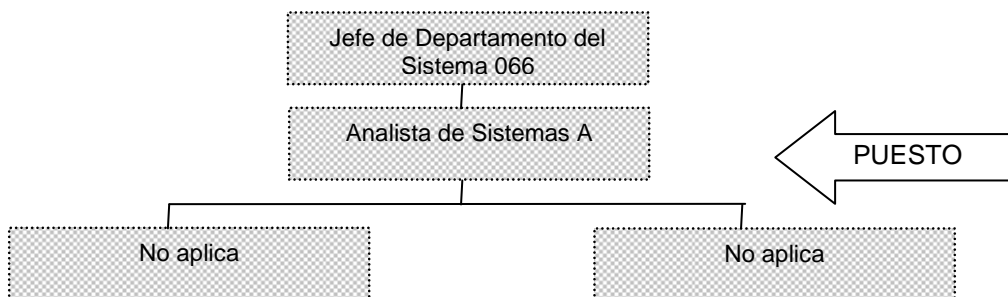 Jefe de Departamento del
Sistema 066
Analista de Sistemas A
PUESTO
No aplica
No aplica